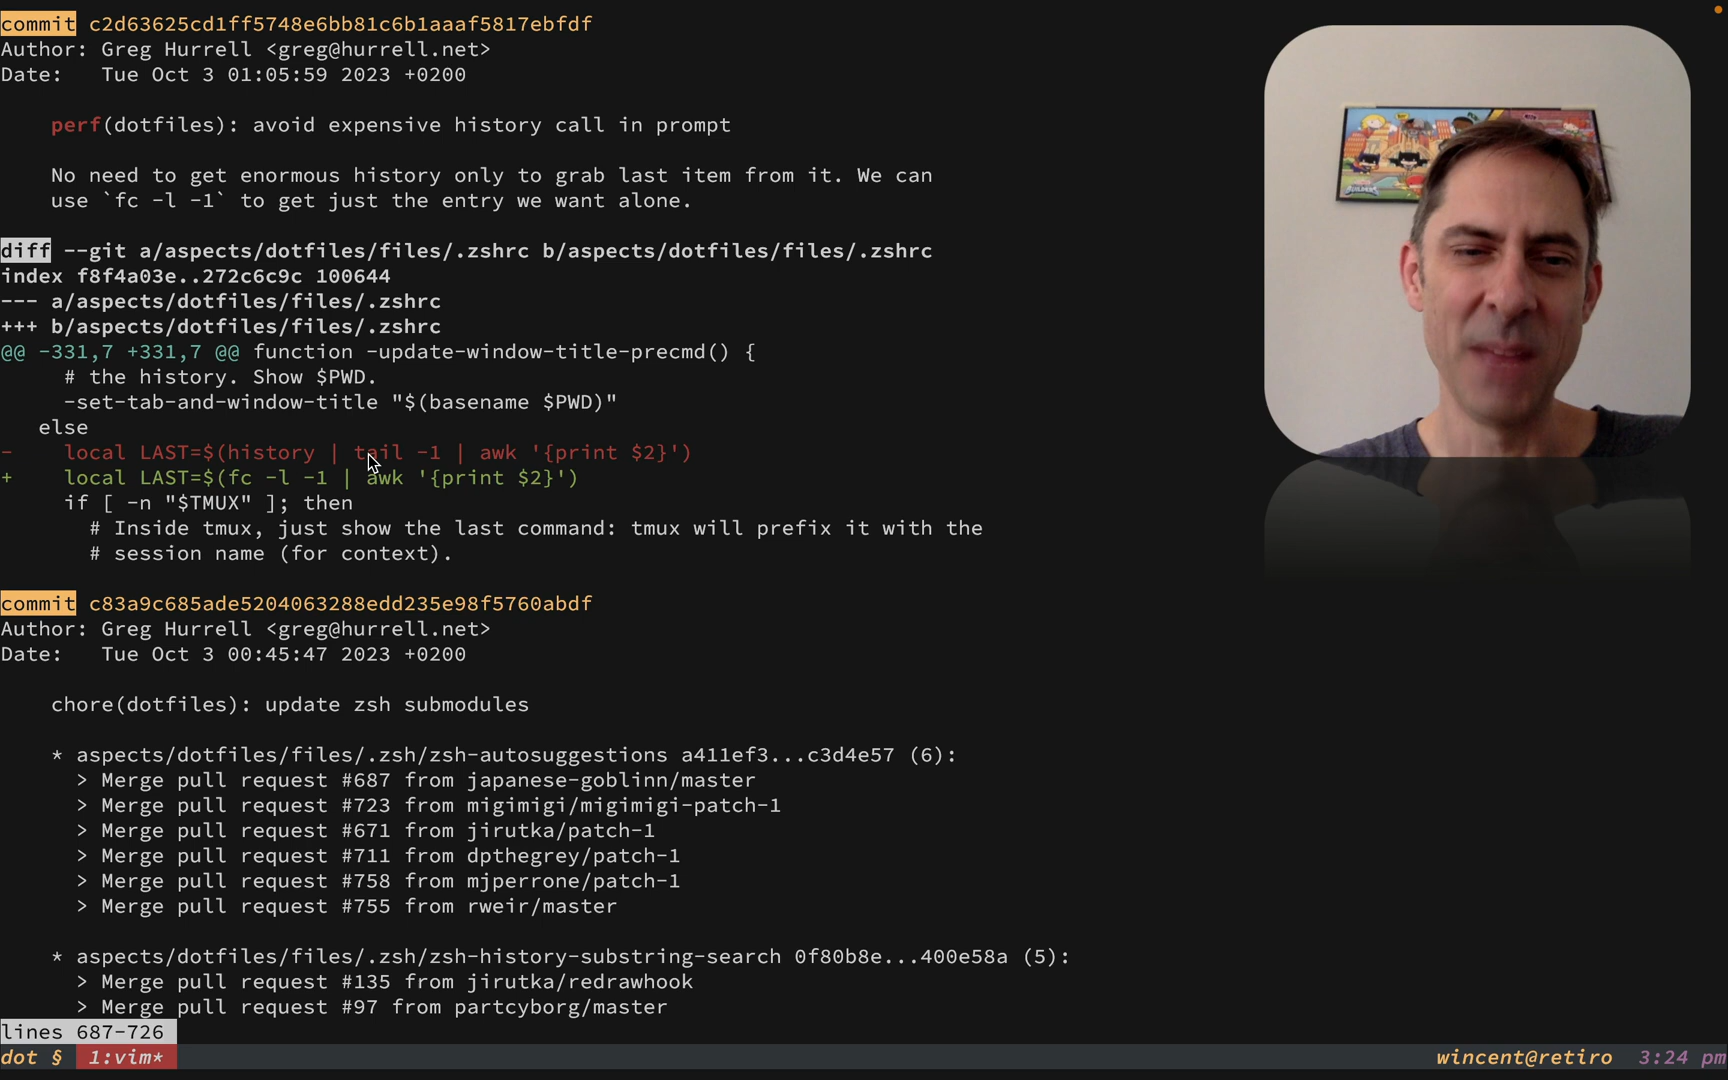 commit c2d63625cd1ff5748e6bb81c6b1aaaf5817ebfdf
Author: Greg Hurrell <greg@hurrell.net>
Date:   Tue Oct 3 01:05:59 2023 +0200
perf(dotfiles): avoid expensive history call in prompt
No need to get enormous history only to grab last item from it. We can
use `fc -l -1` to get just the entry we want alone.
diff --git a/aspects/dotfiles/files/.zshrc b/aspects/dotfiles/files/.zshrc
index f8f4a03e..272c6c9c 100644
--- a/aspects/dotfiles/files/.zshrc
+++ b/aspects/dotfiles/files/.zshrc
@@ -331,7 +331,7 @@ function -update-window-title-precmd() {
# the history. Show $PWD.
-set-tab-and-window-title "$(basename $PWD)"
else
-    local LAST=$(history | tail -1 | awk '{print $2}')
+    local LAST=$(fc -l -1 | awk '{print $2}')
if [ -n "$TMUX" ]; then
# Inside tmux, just show the last command: tmux will prefix it with the
# session name (for context).
commit c83a9c685ade5204063288edd235e98f5760abdf
Author: Greg Hurrell <greg@hurrell.net>
Date:   Tue Oct 3 00:45:47 2023 +0200
chore(dotfiles): update zsh submodules
* aspects/dotfiles/files/.zsh/zsh-autosuggestions a411ef3...c3d4e57 (6):
> Merge pull request #687 from japanese-goblinn/master
> Merge pull request #723 from migimigi/migimigi-patch-1
> Merge pull request #671 from jirutka/patch-1
> Merge pull request #711 from dpthegrey/patch-1
> Merge pull request #758 from mjperrone/patch-1
> Merge pull request #755 from rweir/master
* aspects/dotfiles/files/.zsh/zsh-history-substring-search 0f80b8e...400e58a (5):
> Merge pull request #135 from jirutka/redrawhook
> Merge pull request #97 from partcyborg/master
lines 687-726
dot § 1:vim* wincent@retiro 3:24 pm